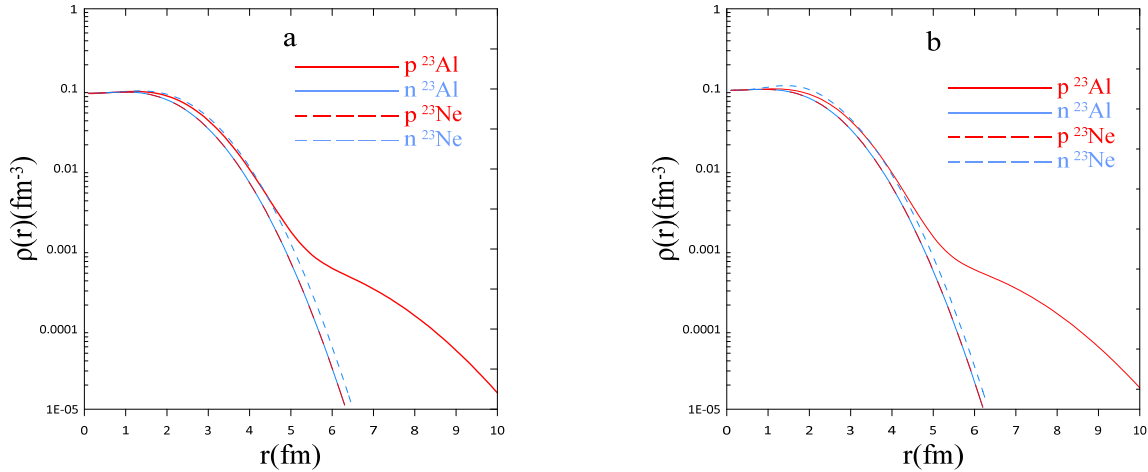 a
p ²³Al
n ²³Al
p ²³Ne
n ²³Ne
1
0.1
0.01
0.001
0.0001
1E-05
ρ(r)(fm⁻³)
0 1 2 3 4 5 6 7 8 9 10
r(fm)
b
p ²³Al
n ²³Al
p ²³Ne
n ²³Ne
1
0.1
0.01
0.001
0.0001
1E-05
ρ(r)(fm⁻³)
0 1 2 3 4 5 6 7 8 9 10
r(fm)